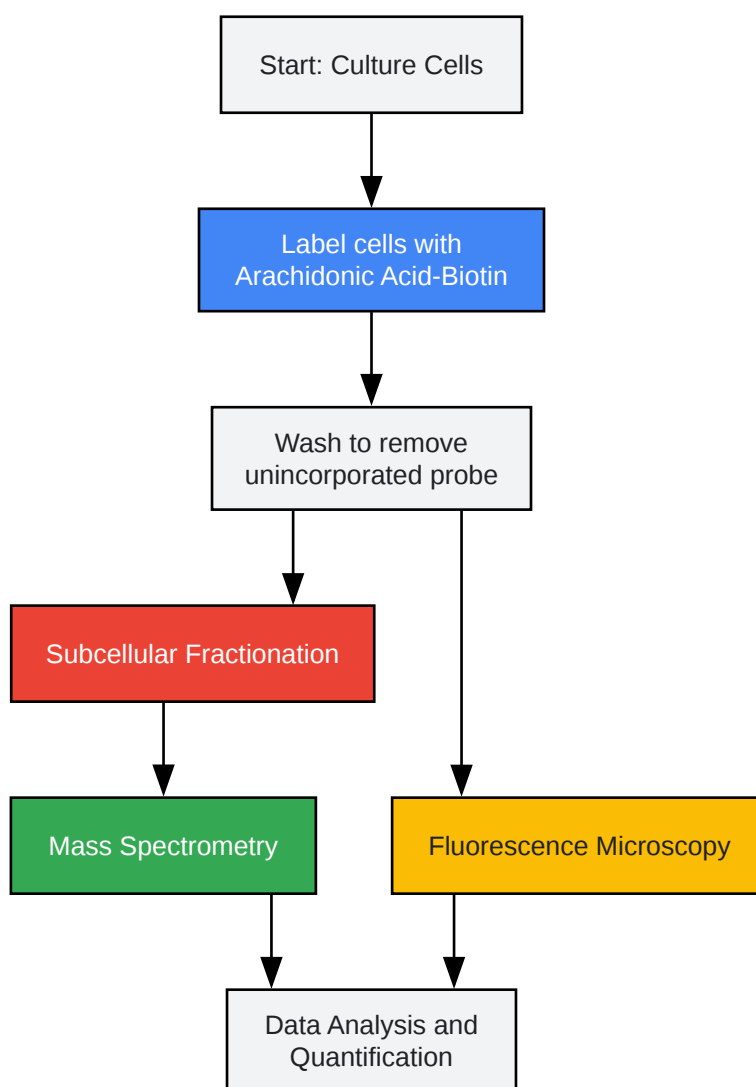 Start: Culture Cells
Label cells with
Arachidonic Acid-Biotin
Wash to remove
unincorporated probe
Subcellular Fractionation
Mass Spectrometry
Fluorescence Microscopy
Data Analysis and
Quantification